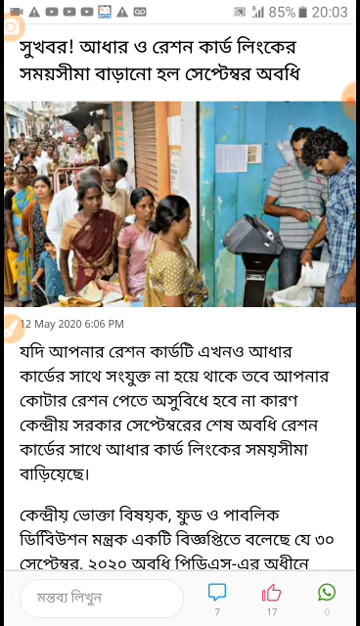 85% 20:03
সুখবর! আধার ও রেশন কার্ড লিংকের
সময়সীমা বাড়ানো হল সেপ্টেম্বর অবধি
12 May 2020 6:06 PM
যদি আপনার রেশন কার্ডটি এখনও আধার
কার্ডের সাথে সংযুক্ত না হয়ে থাকে তবে আপনার
কোটার রেশন পেতে অসুবিধে হবে না কারণ
কেন্দ্রীয় সরকার সেপ্টেম্বরের শেষ অবধি রেশন
কার্ডের সাথে আধার কার্ড লিংকের সময়সীমা
বাড়িয়েছে।
কেন্দ্রীয় ভোক্তা বিষয়ক, ফুড ও পাবলিক
ডিবিউশন মন্ত্রক একটি বিজ্ঞপ্তিতে বলেছে যে ৩০
সেপ্টেম্বর, ২০২০ অবধি পিডিএস-এর অধীনে
মন্তব্য লিখুন
7 17 0